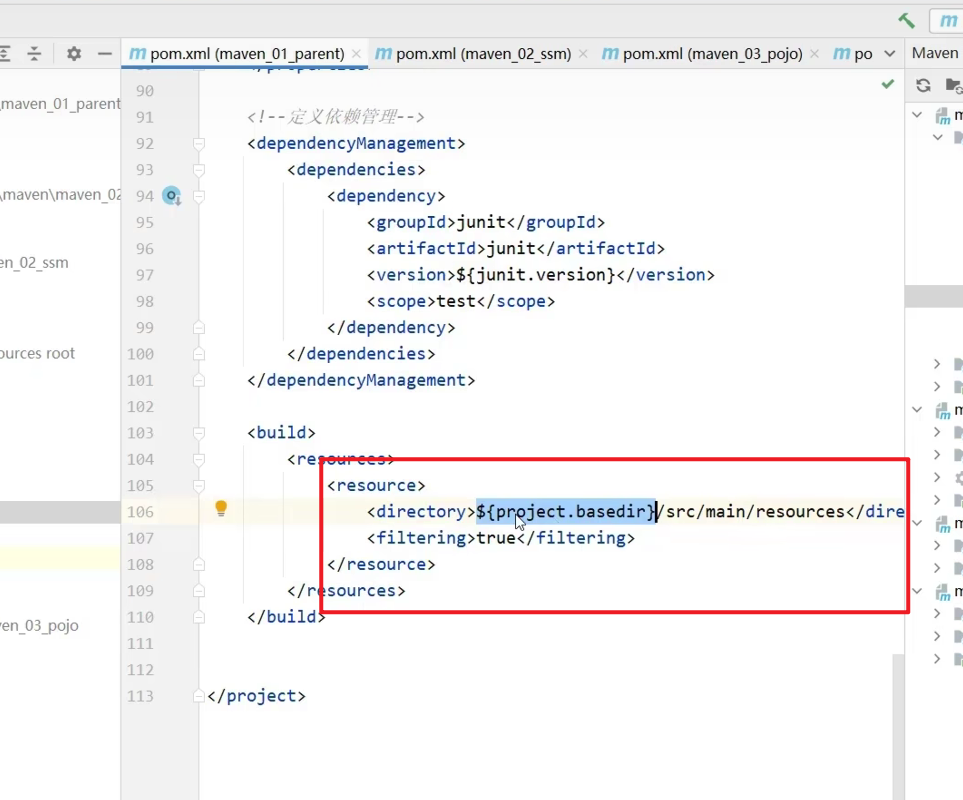 pom.xml (maven_01_parent) pom.xml (maven_02_ssm) pom.xml (maven_03_pojo) po Maven
90
91 <!--定义依赖管理-->
92 <dependencyManagement>
93 <dependencies>
94 <dependency>
95 <groupId>junit</groupId>
96 <artifactId>junit</artifactId>
97 <version>${junit.version}</version>
98 <scope>test</scope>
99 </dependency>
100 </dependencies>
101 </dependencyManagement>
102
103 <build>
104 <resources>
105 <resource>
106 <directory>${project.basedir}/src/main/resources</dire
107 <filtering>true</filtering>
108 </resource>
109 </resources>
110 </build>
111
112
113 </project>
maven_01_parent
\maven\maven_02
en_02_ssm
ources root
ven_03_pojo